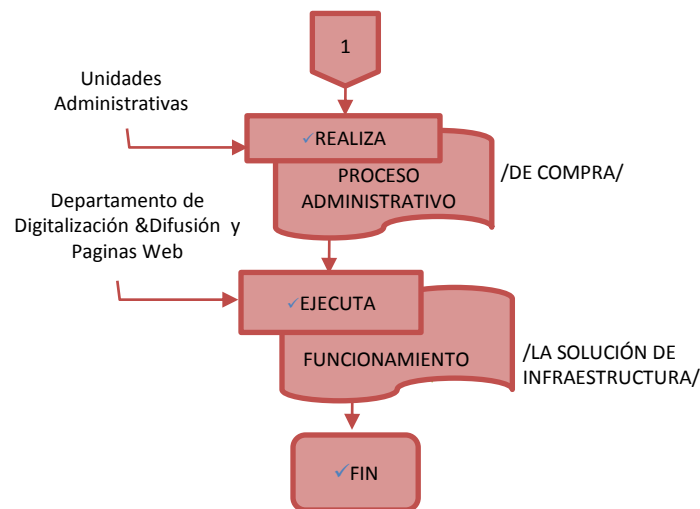 1
Unidades
Administrativas
✓REALIZA
PROCESO
ADMINISTRATIVO
/DE COMPRA/
Departamento de
Digitalización &Difusión y
Paginas Web
✓EJECUTA
FUNCIONAMIENTO
/LA SOLUCIÓN DE
INFRAESTRUCTURA/
✓FIN